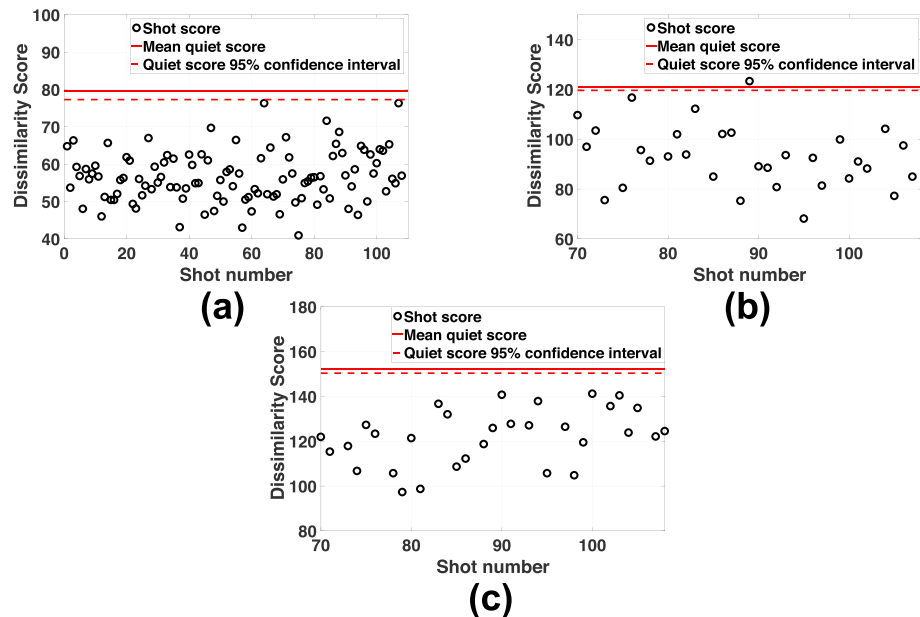 100
90
80
70
60
50
40
Dissimilarity Score
Shot score
Mean quiet score
Quiet score 95% confidence interval
0 20 40 60 80 100
Shot number
(a)
140
120
100
80
60
Dissimilarity Score
Shot score
Mean quiet score
Quiet score 95% confidence interval
70 80 90 100
Shot number
(b)
180
160
140
120
100
80
Dissimilarity Score
Shot score
Mean quiet score
Quiet score 95% confidence interval
70 80 90 100
Shot number
(c)